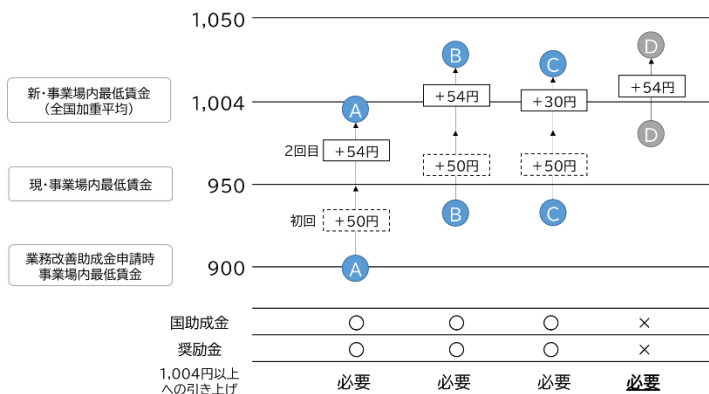 1,050
新・事業場内最低賃金
（全国加重平均）
1,004
現・事業場内最低賃金
950
業務改善助成金申請時
事業場内最低賃金
900
A
2回目
+54円
初回
+50円
A
B
+54円
+50円
B
C
+30円
+50円
C
D
+54円
D
国助成金 ○ ○ ○ ×
奨励金 ○ ○ ○ ×
1,004円以上
への引き上げ
必要 必要 必要 必要